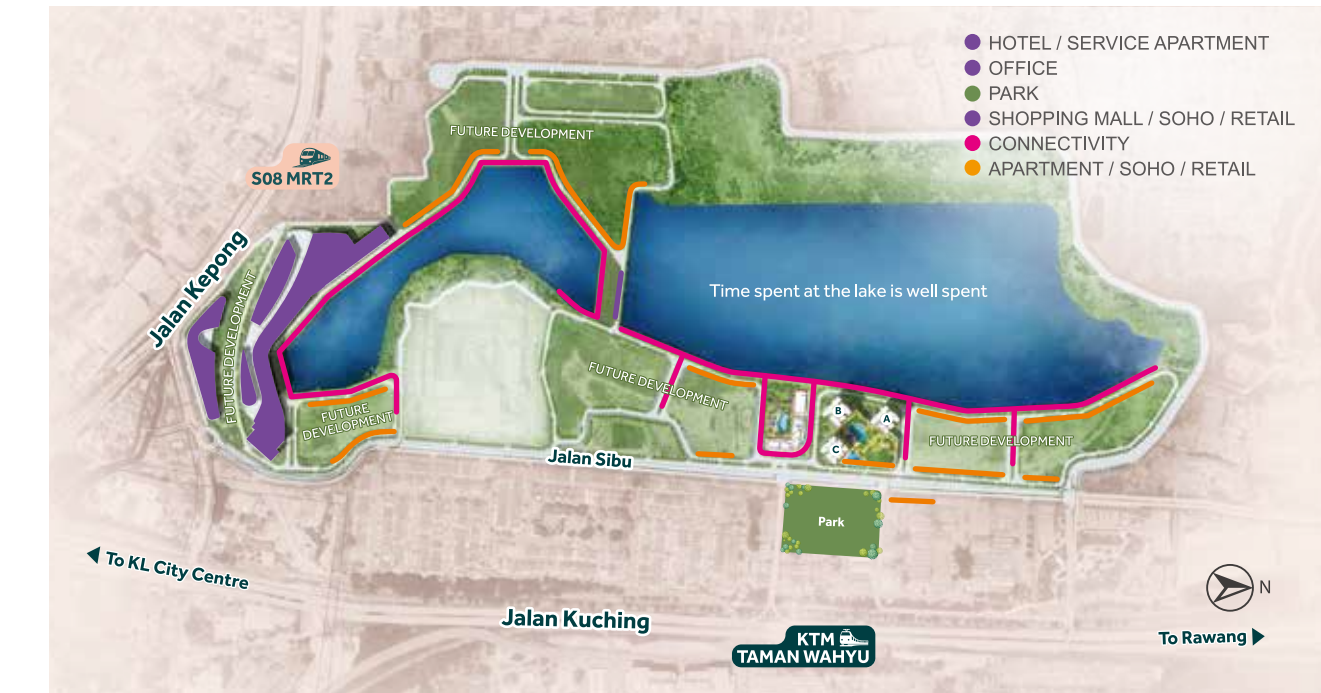 HOTEL / SERVICE APARTMENT
OFFICE
PARK
SHOPPING MALL / SOHO / RETAIL
CONNECTIVITY
APARTMENT / SOHO / RETAIL
FUTURE DEVELOPMENT
S08 MRT2
Jalan Kepong
FUTURE DEVELOPMENT
Time spent at the lake is well spent
FUTURE DEVELOPMENT
FUTURE
DEVELOPMENT
B
A
C
FUTURE DEVELOPMENT
Jalan Sibu
Park
To KL City Centre
Jalan Kuching
KTM
TAMAN WAHYU
N
To Rawang